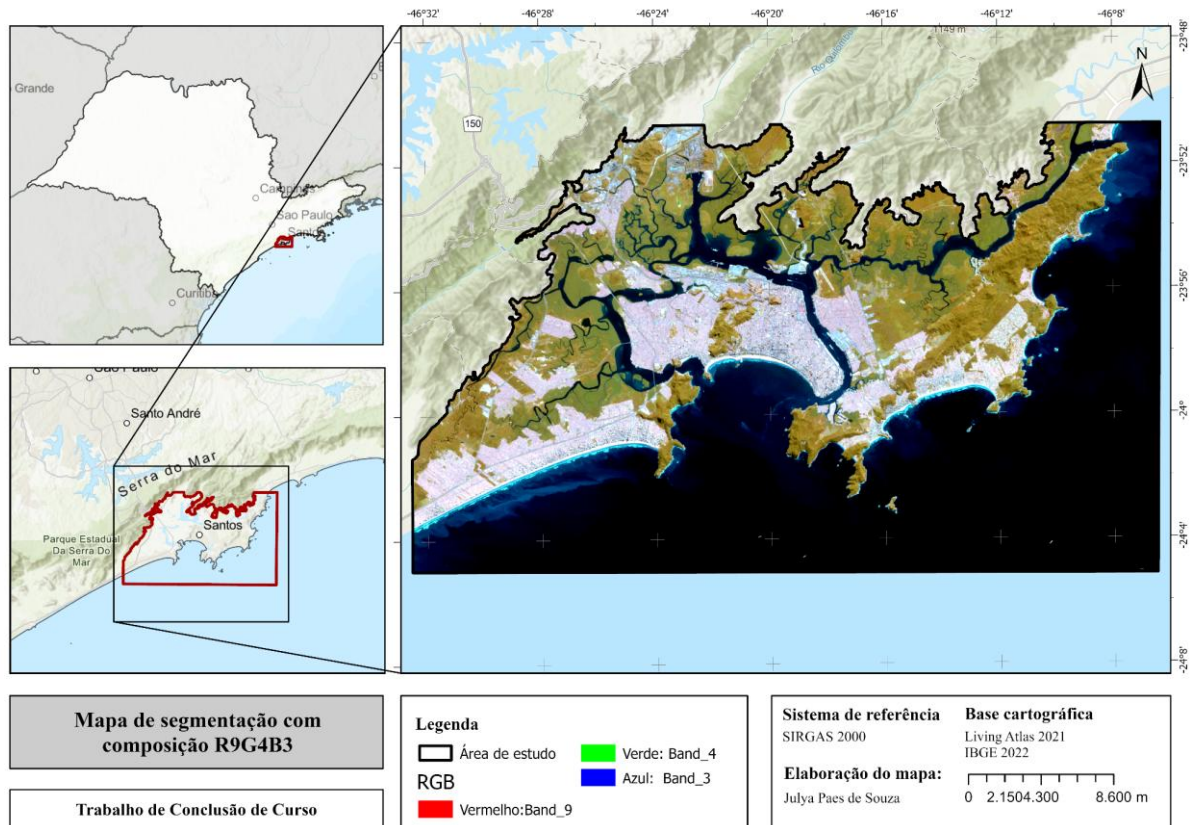 Grande
Campinas
Sao Paulo
Santos
Curitiba
Santo André
Serra do Mar
Santos
Parque Estadual
Da Serra Do
Mar
-46°32' -46°28' -46°24' -46°20' -46°16' -46°12' -46°8'
1149 m
Rio Quilombo
150
N
-23°48'
-23°52'
-23°56'
-24°
-24°4'
-24°8'
Mapa de segmentação com
composição R9G4B3
Trabalho de Conclusão de Curso
Legenda
Área de estudo
RGB
Vermelho:Band_9
Verde: Band_4
Azul: Band_3
Sistema de referência
SIRGAS 2000
Elaboração do mapa:
Julya Paes de Souza
Base cartográfica
Living Atlas 2021
IBGE 2022
0 2.1504.300 8.600 m